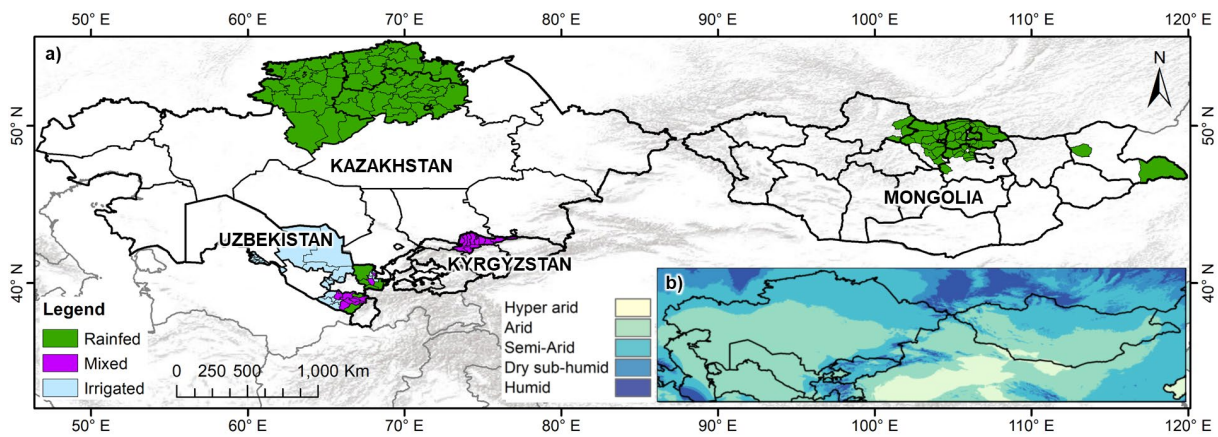 50° E 60° E 70° E 80° E 90° E 100° E 110° E 120° E
a)
N
50° N
50° N
KAZAKHSTAN
MONGOLIA
UZBEKISTAN
KYRGYZSTAN
40° N
40° N
Legend
Rainfed
Mixed
Irrigated
0 250 500 1,000 Km
b)
Hyper arid
Arid
Semi-Arid
Dry sub-humid
Humid
50° E 60° E 70° E 80° E 90° E 100° E 110° E 120° E